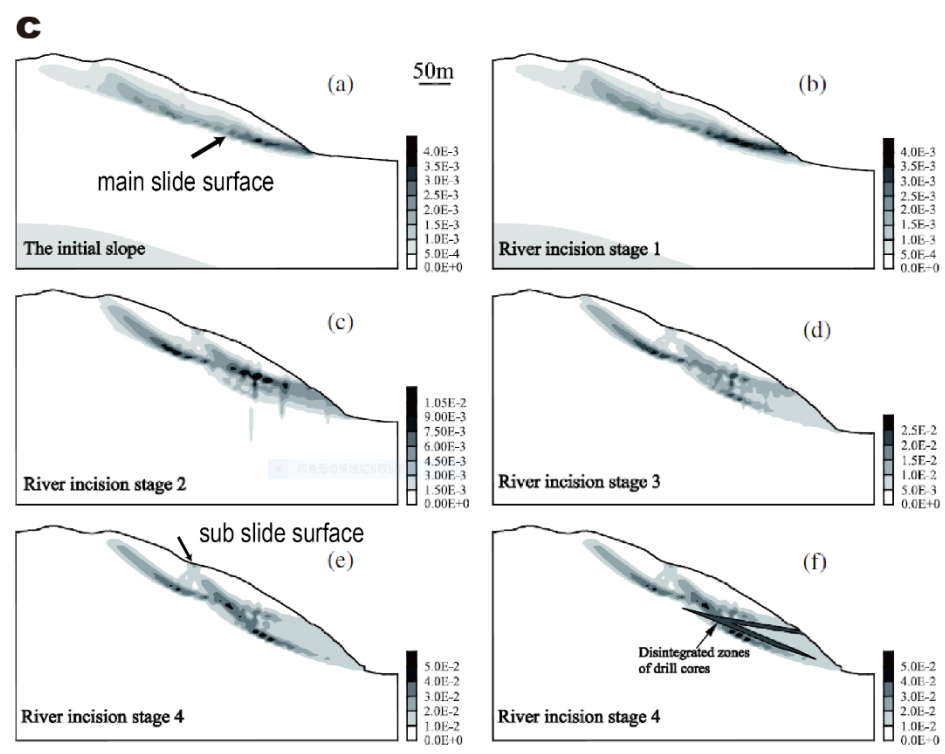 C
(a)
50m
main slide surface
4.0E-3
3.5E-3
3.0E-3
2.5E-3
2.0E-3
1.5E-3
1.0E-3
5.0E-4
0.0E+0
The initial slope
(b)
4.0E-3
3.5E-3
3.0E-3
2.5E-3
2.0E-3
1.5E-3
1.0E-3
5.0E-4
0.0E+0
River incision stage 1
(c)
1.05E-2
9.00E-3
7.50E-3
6.00E-3
4.50E-3
3.00E-3
1.50E-3
0.00E+0
River incision stage 2
(d)
2.5E-2
2.0E-2
1.5E-2
1.0E-2
5.0E-3
0.0E+0
River incision stage 3
sub slide surface
(e)
5.0E-2
4.0E-2
3.0E-2
2.0E-2
1.0E-2
0.0E+0
River incision stage 4
(f)
Disintegrated zones
of drill cores
5.0E-2
4.0E-2
3.0E-2
2.0E-2
1.0E-2
0.0E+0
River incision stage 4